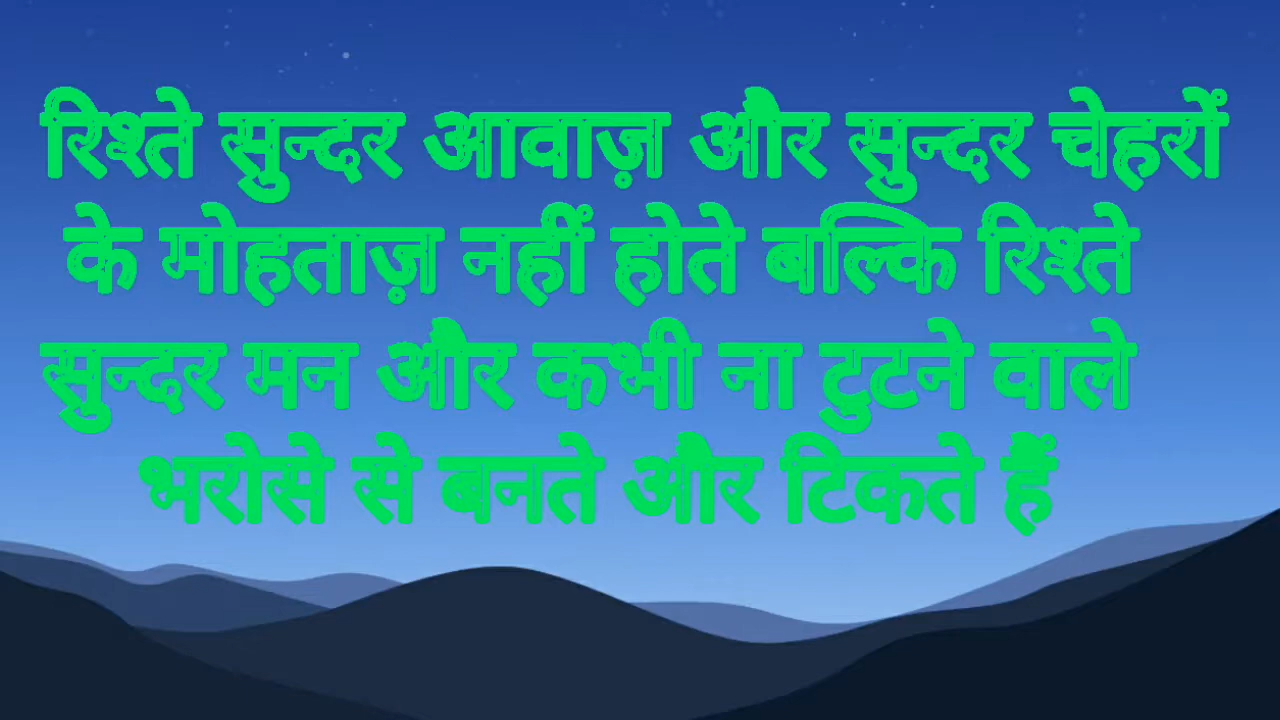 रिश्ते सुन्दर आवाज़ और सुन्दर चेहरों
के मोहताज़ नहीं होते बल्कि रिश्ते
सुन्दर मन और कभी ना टुटने वाले
भरोसे से बनते और टिकते हैं